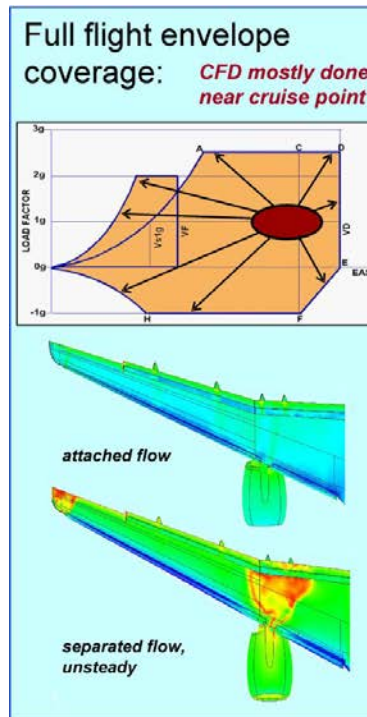 Full flight envelope
coverage:
CFD mostly done
near cruise point
3g
A
C
D
2g
LOAD FACTOR
1g
Vs1g
VF
VD
0g
E
EAS
-1g
H
F
attached flow
separated flow,
unsteady